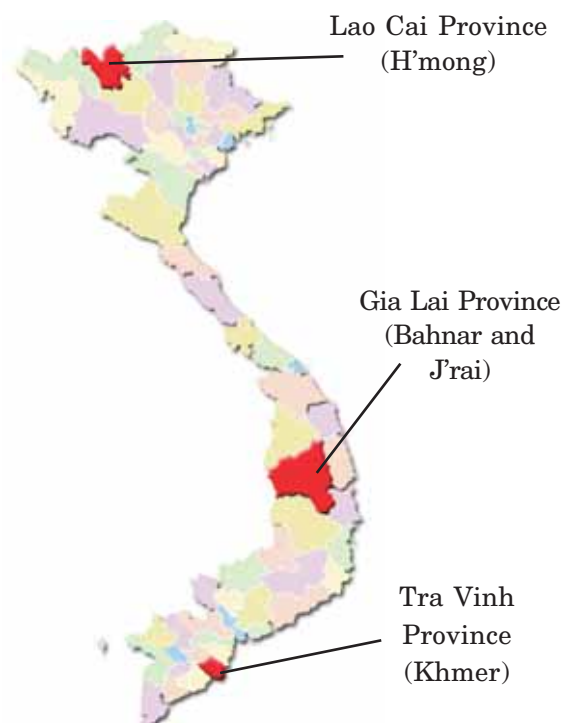 Lao Cai Province
(H'mong)
Gia Lai Province
(Bahnar and
J'rai)
Tra Vinh
Province
(Khmer)